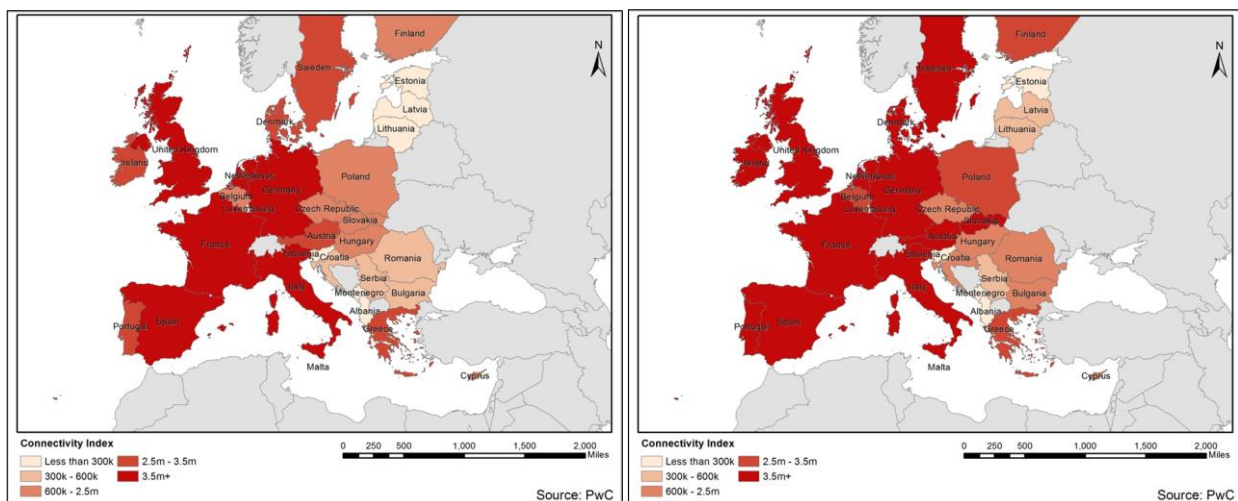 Finland
N
Sweden
Estonia
Latvia
Denmark
Lithuania
United Kingdom
Ireland
Netherlands
Poland
Germany
Belgium
Luxembourg
Czech Republic
Slovakia
Austria
France
Hungary
Slovenia
Croatia
Romania
Serbia
Italy
Montenegro
Bulgaria
Albania
Portugal
Spain
Greece
Malta
Cyprus
Connectivity Index
Less than 300k
2.5m - 3.5m
300k - 600k
3.5m+
600k - 2.5m
0 250 500 1,000 1,500 2,000
Miles
Source: PwC
Finland
N
Sweden
Estonia
Latvia
Denmark
Lithuania
United Kingdom
Ireland
Netherlands
Poland
Germany
Belgium
Luxembourg
Czech Republic
Slovakia
Austria
France
Hungary
Slovenia
Croatia
Romania
Serbia
Italy
Montenegro
Bulgaria
Albania
Portugal
Spain
Greece
Malta
Cyprus
Connectivity Index
Less than 300k
2.5m - 3.5m
300k - 600k
3.5m+
600k - 2.5m
0 250 500 1,000 1,500 2,000
Miles
Source: PwC